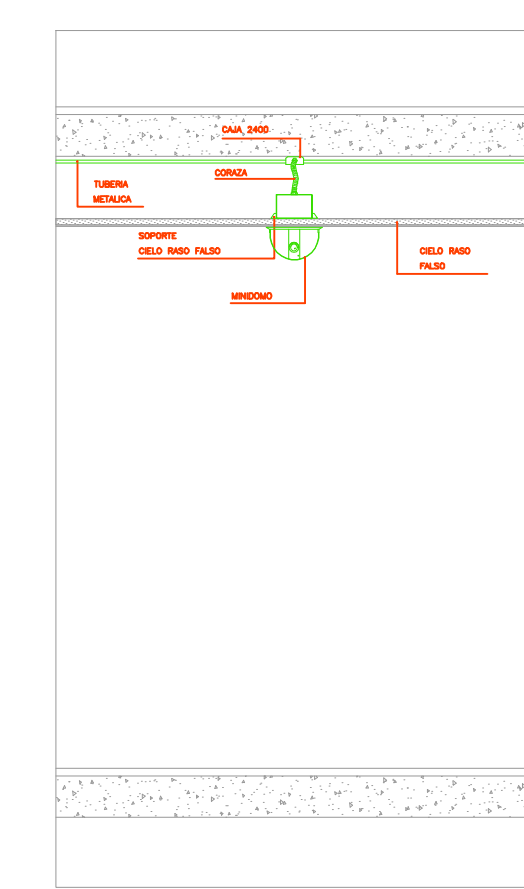 CAJA 2400
CORAZA
TUBERIA
METALICA
SOPORTE
CIELO RASO FALSO
CIELO RASO
FALSO
MINIDOMO